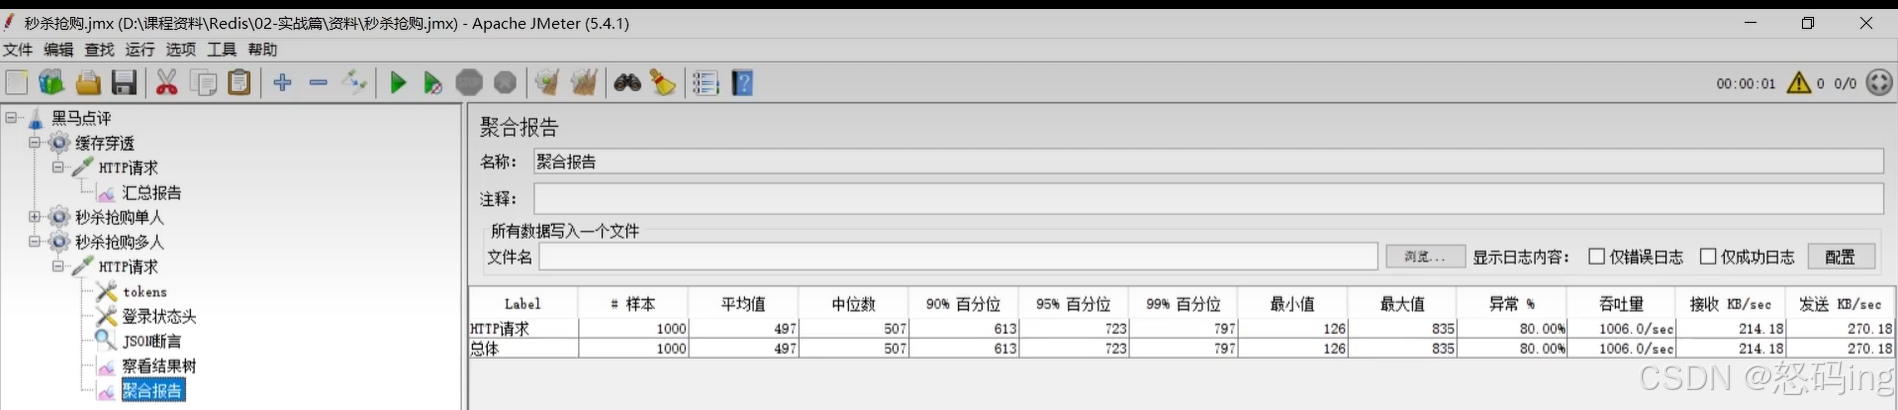 秒杀抢购.jmx (D:\课程资料\Redis\02-实战篇\资料\秒杀抢购.jmx) - Apache JMeter (5.4.1)
文件 编辑 查找 运行 选项 工具 帮助
00:00:01 0 0/0
黑马点评
缓存穿透
HTTP请求
汇总报告
秒杀抢购单人
秒杀抢购多人
HTTP请求
tokens
登录状态头
JSON断言
察看结果树
聚合报告
聚合报告
名称: 聚合报告
注释:
所有数据写入一个文件
文件名 浏览... 显示日志内容: 仅错误日志 仅成功日志 配置
Label # 样本 平均值 中位数 90% 百分位 95% 百分位 99% 百分位 最小值 最大值 异常 % 吞吐量 接收 KB/sec 发送 KB/sec
HTTP请求 1000 497 507 613 723 797 126 835 80.00% 1006.0/sec 214.18 270.18
总体 1000 497 507 613 723 797 126 835 80.00% 1006.0/sec 214.18 270.18
CSDN @怒码ing